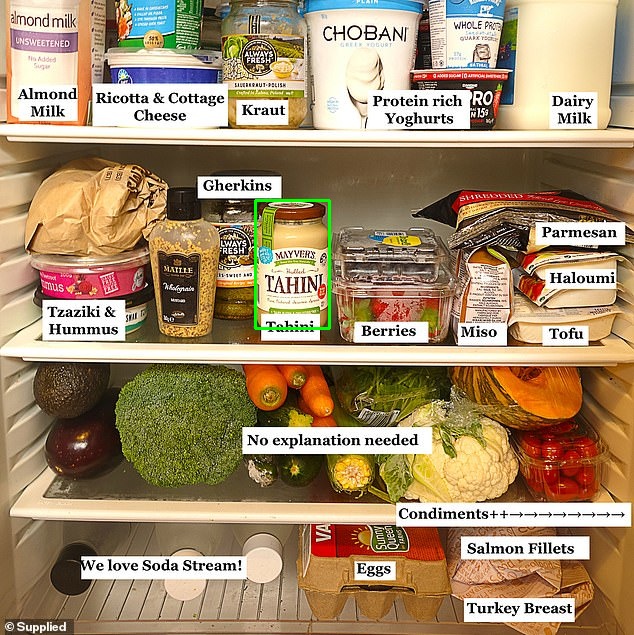 almond milk
UNSWEETENED
No Added
Sugar
Almond
Milk
Ricotta & Cottage
Cheese
ALWAYS
FRESH
SAUERKRAUT-POLISH
Kraut
PLAIN
CHOBANI
GREEK YOGURT
WHOLE PROTEIN
QUARK YOGHURT
Protein rich
Yoghurts
PRO
15g
Dairy
Milk
Gherkins
SHREDDED
Parmesan
MAILLE
Wholegrain
MUSTARD
ALWAYS
FRESH
MAYVER'S
Hulled
TAHINI
Tahini
Haloumi
Tzaziki &
Hummus
Berries
Miso
Tofu
No explanation needed
Condiments++→→→→→→→→→
We love Soda Stream!
Sunny
Queen
Eggs
Salmon Fillets
Turkey Breast
© Supplied